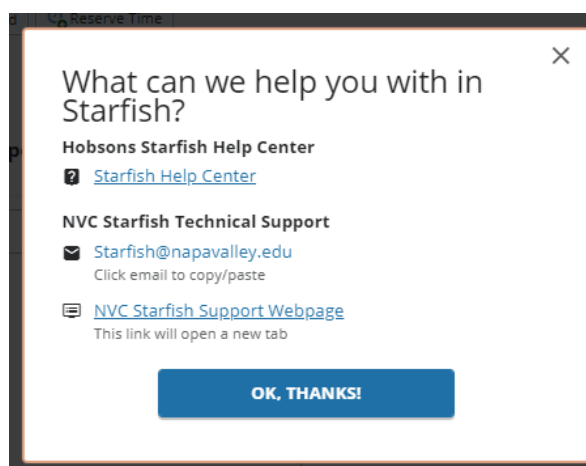 Reserve Time
What can we help you with in
Starfish?
Hobsons Starfish Help Center
Starfish Help Center
NVC Starfish Technical Support
Starfish@napavalley.edu
Click email to copy/paste
NVC Starfish Support Webpage
This link will open a new tab
OK, THANKS!